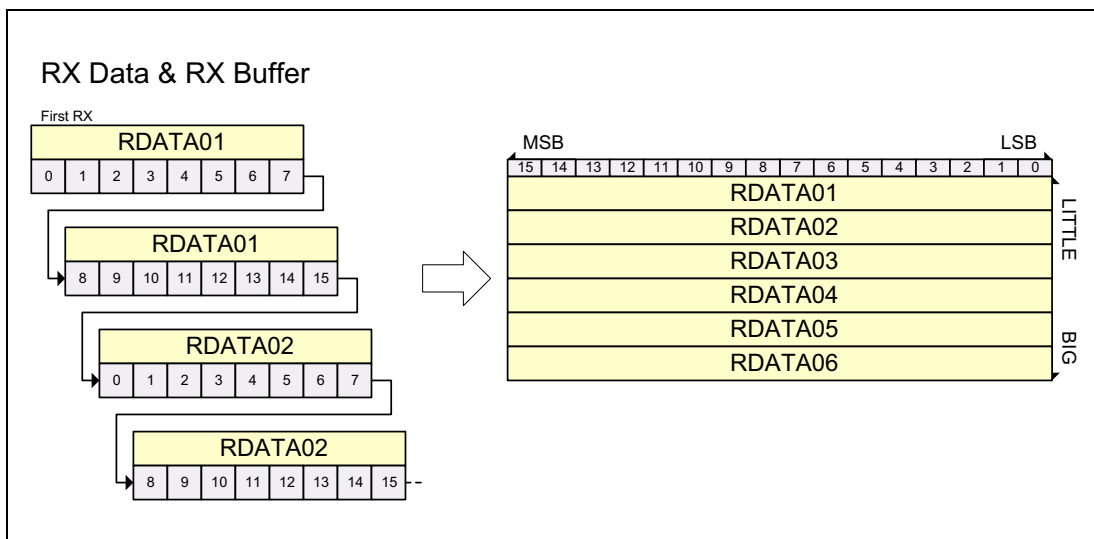 RX Data & RX Buffer
First RX
RDATA01
0 1 2 3 4 5 6 7
RDATA01
8 9 10 11 12 13 14 15
RDATA02
0 1 2 3 4 5 6 7
RDATA02
8 9 10 11 12 13 14 15
MSB LSB
15 14 13 12 11 10 9 8 7 6 5 4 3 2 1 0
RDATA01
RDATA02
RDATA03
RDATA04
RDATA05
RDATA06
LITTLE
BIG